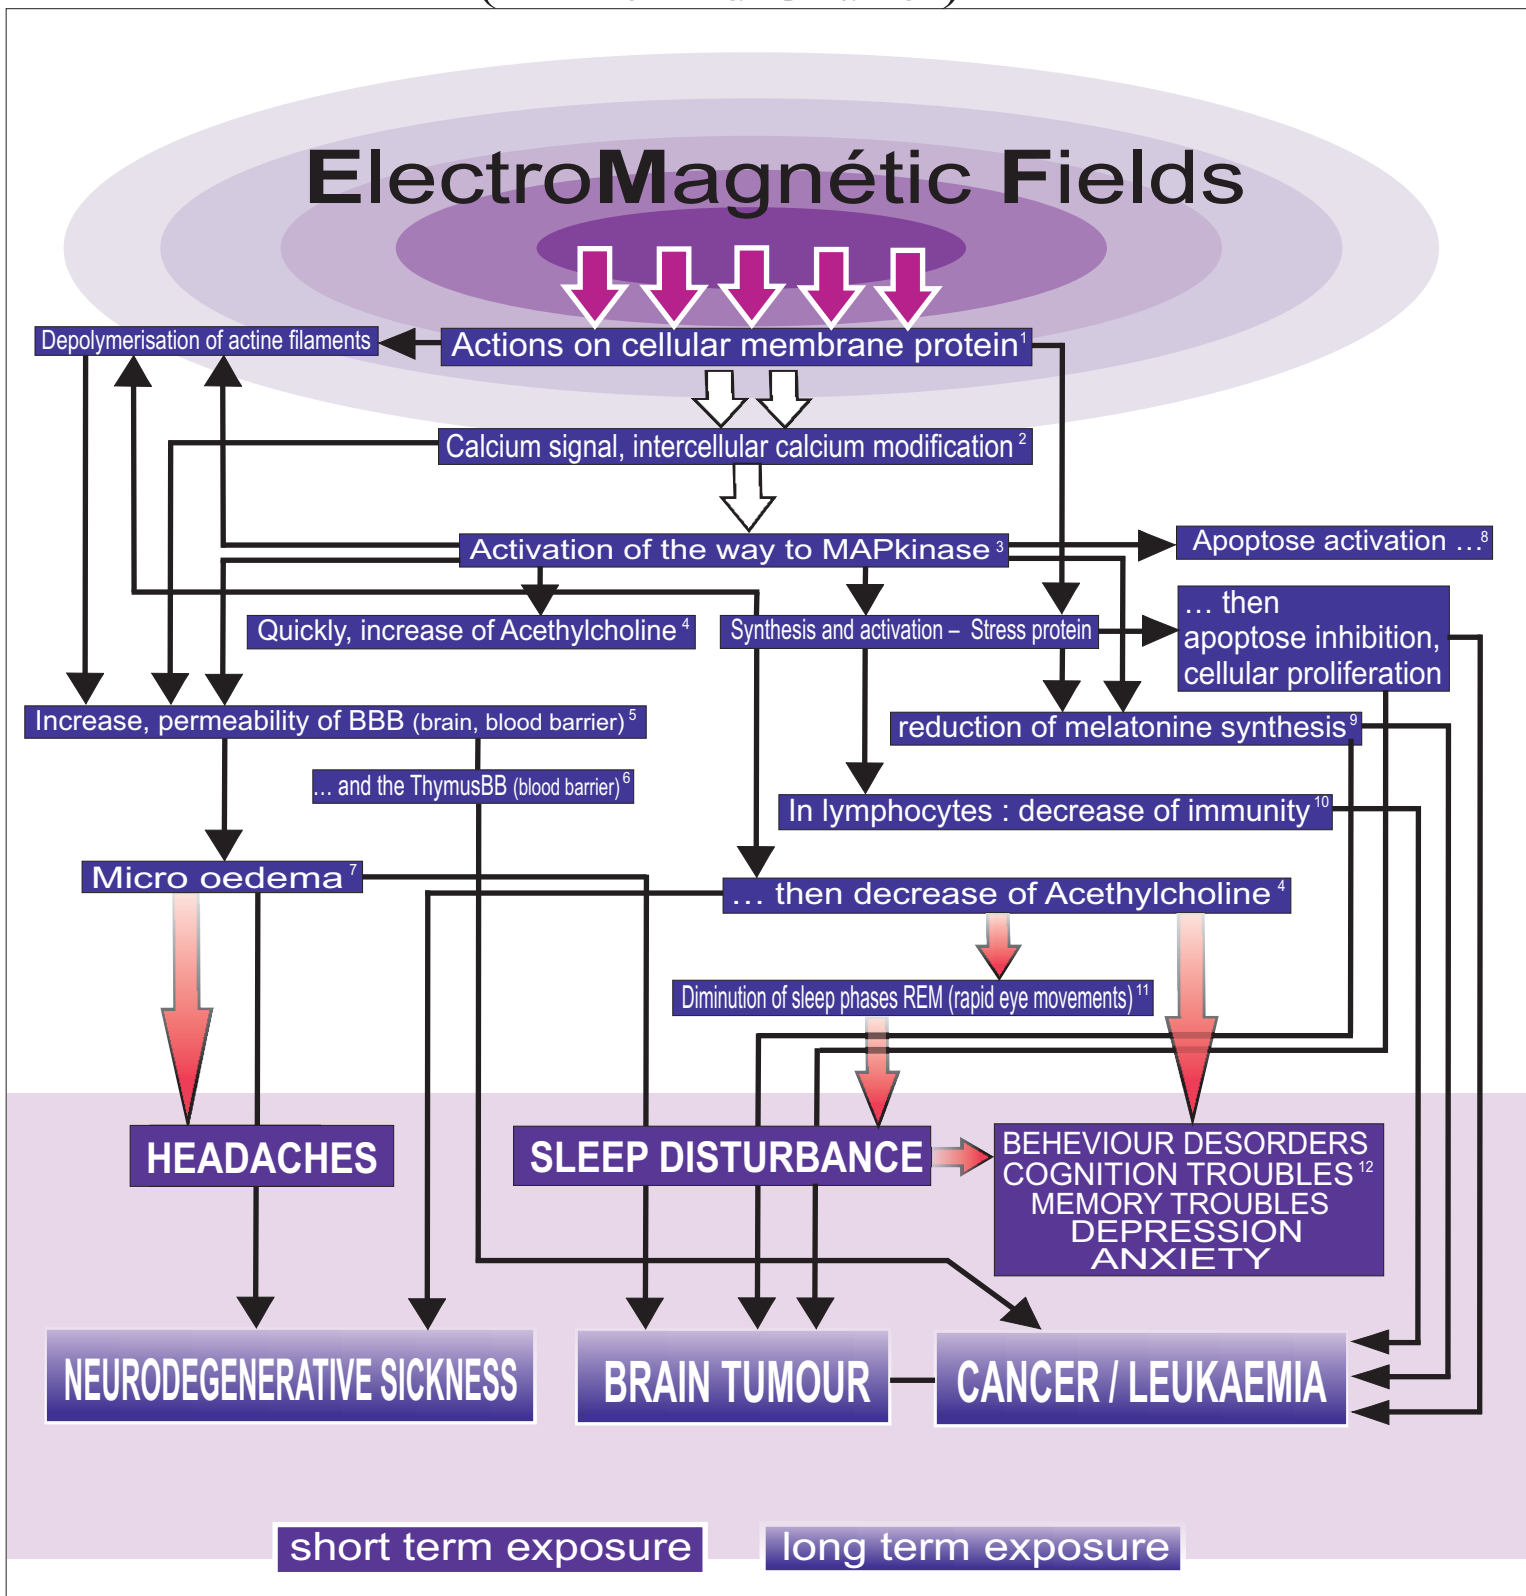 ElectroMagnétic Fields
Depolymerisation of actine filaments
Actions on cellular membrane protein 1
Calcium signal, intercellular calcium modification 2
Activation of the way to MAPkinase 3
Apoptose activation … 8
Quickly, increase of Acethylcholine 4
Synthesis and activation – Stress protein
… then
apoptose inhibition,
cellular proliferation
Increase, permeability of BBB (brain, blood barrier) 5
reduction of melatonine synthesis 9
… and the ThymusBB (blood barrier) 6
In lymphocytes : decrease of immunity 10
Micro oedema 7
… then decrease of Acethylcholine 4
Diminution of sleep phases REM (rapid eye movements) 11
HEADACHES
SLEEP DISTURBANCE
BEHEVIOUR DESORDERS
COGNITION TROUBLES 12
MEMORY TROUBLES
DEPRESSION
ANXIETY
NEURODEGENERATIVE SICKNESS
BRAIN TUMOUR
CANCER / LEUKAEMIA
short term exposure
long term exposure